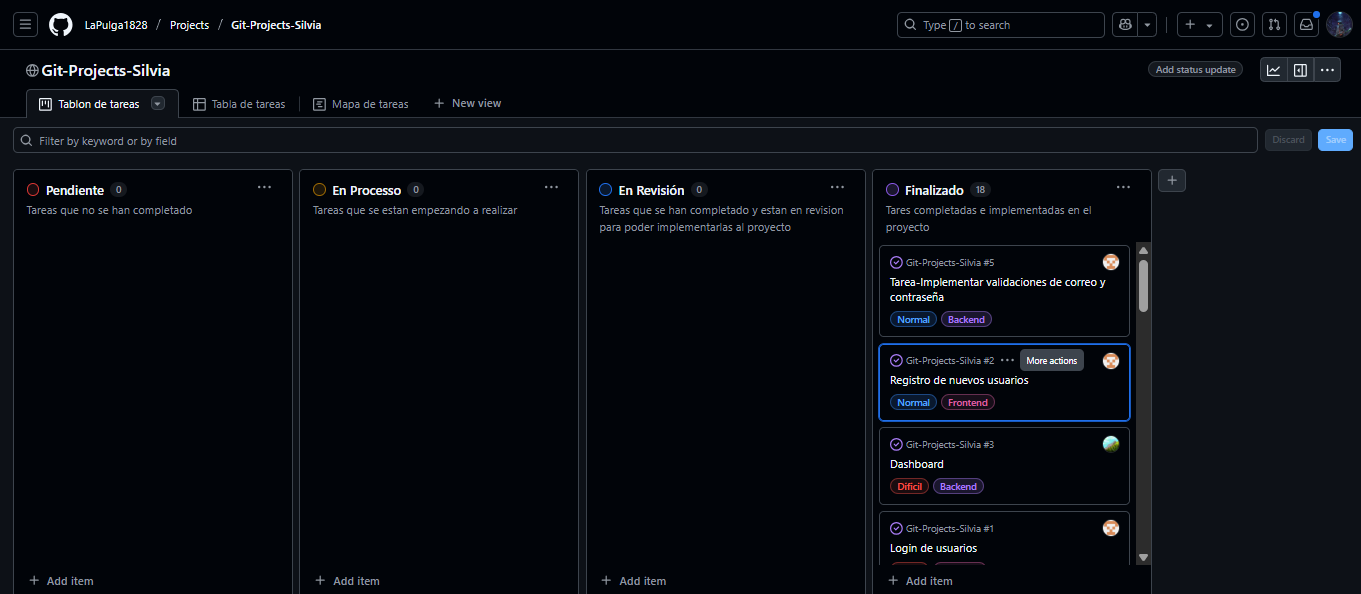 LaPulga1828 / Projects / Git-Projects-Silvia
Type / to search
Git-Projects-Silvia
Add status update
Tablon de tareas
Tabla de tareas
Mapa de tareas
New view
Filter by keyword or by field
Discard
Save
Pendiente 0
Tareas que no se han completado
Add item
En Processo 0
Tareas que se estan empezando a realizar
Add item
En Revisión 0
Tareas que se han completado y estan en revision
para poder implementarlas al proyecto
Add item
Finalizado 18
Tares completadas e implementadas en el
proyecto
Git-Projects-Silvia #5
Tarea-Implementar validaciones de correo y
contraseña
Normal Backend
Git-Projects-Silvia #2 More actions
Registro de nuevos usuarios
Normal Frontend
Git-Projects-Silvia #3
Dashboard
Dificil Backend
Git-Projects-Silvia #1
Login de usuarios
Add item